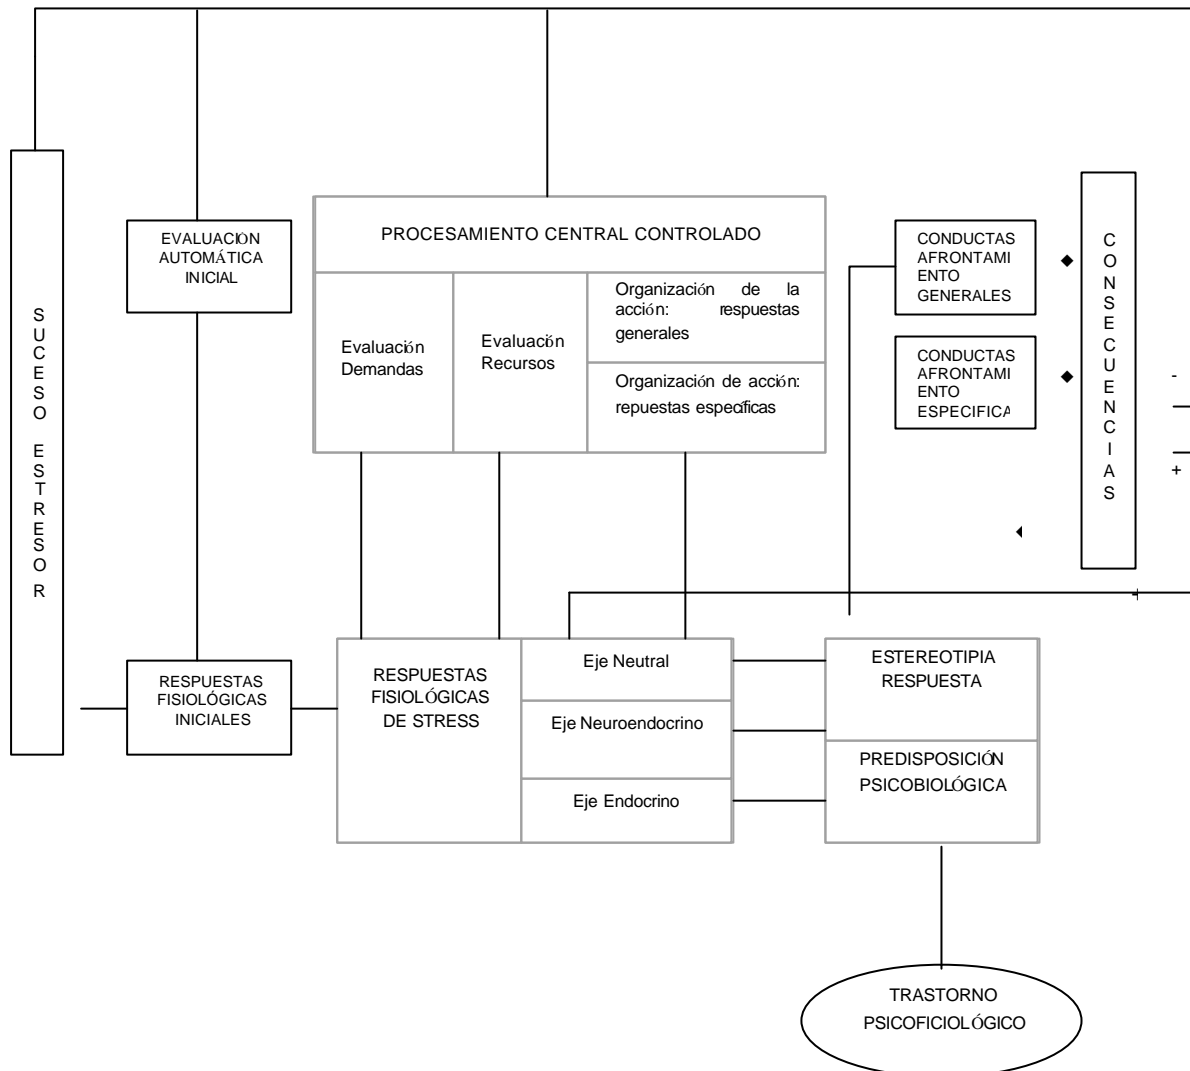 SUCESO ESTRESOR
EVALUACIÓN
AUTOMÁTICA
INICIAL
RESPUESTAS
FISIOLÓGICAS
INICIALES
PROCESAMIENTO CENTRAL CONTROLADO
Evaluación
Demandas
Evaluación
Recursos
Organización de la
acción: respuestas
generales
Organización de acción:
repuestas específicas
CONDUCTAS
AFRONTAMI
ENTO
GENERALES
CONDUCTAS
AFRONTAMI
ENTO
ESPECIFICA
CONSECUENCIAS
-
+
RESPUESTAS
FISIOLÓGICAS
DE STRESS
Eje Neutral
Eje Neuroendocrino
Eje Endocrino
ESTEREOTIPIA
RESPUESTA
PREDISPOSICIÓN
PSICOBIOLÓGICA
TRASTORNO
PSICOFICIOLÓGICO